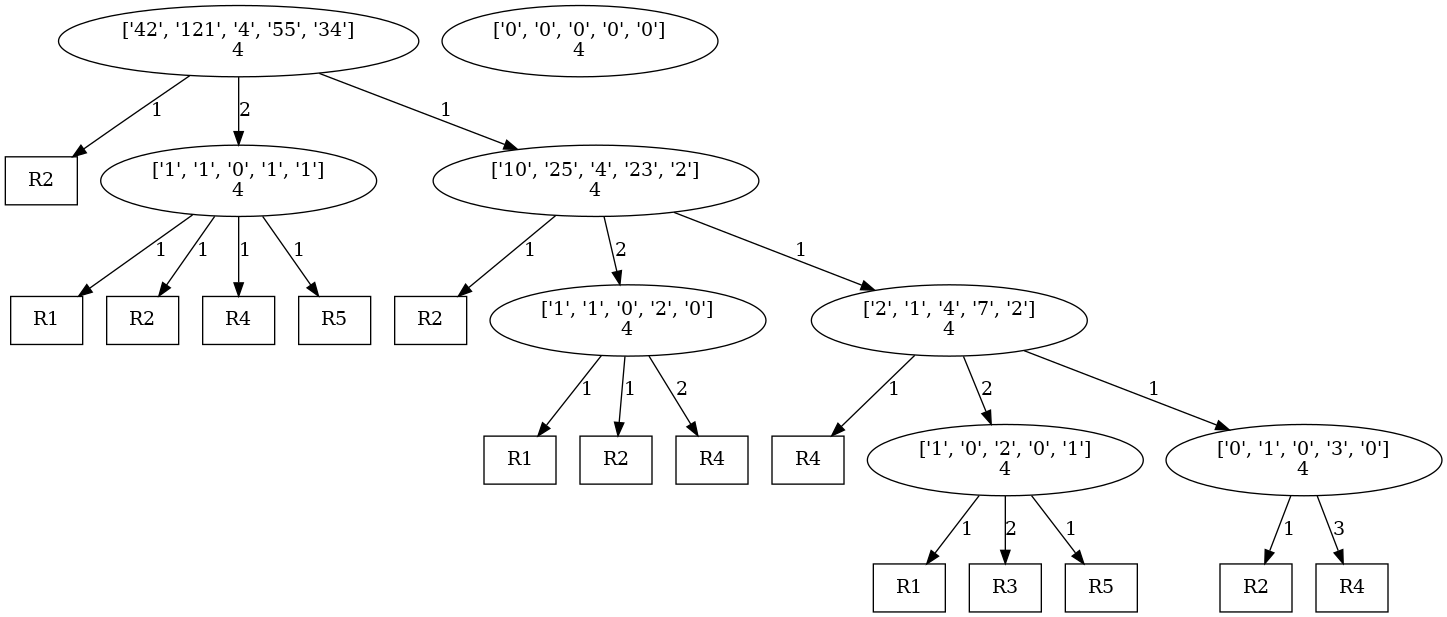 ['42', '121', '4', '55', '34']
4
['0', '0', '0', '0', '0']
4
1
2
1
R2
['1', '1', '0', '1', '1']
4
['10', '25', '4', '23', '2']
4
1
1
1
1
1
2
1
R1
R2
R4
R5
R2
['1', '1', '0', '2', '0']
4
['2', '1', '4', '7', '2']
4
1
1
2
1
2
1
R1
R2
R4
R4
['1', '0', '2', '0', '1']
4
['0', '1', '0', '3', '0']
4
1
2
1
1
3
R1
R3
R5
R2
R4